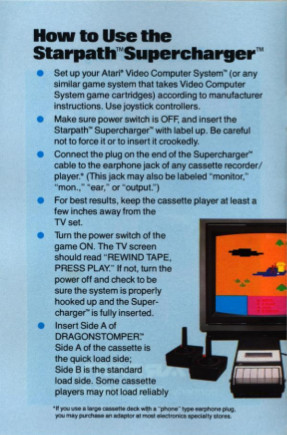 How to Use the
Starpath™ Supercharger™
Set up your Atari® Video Computer System™ (or any
similar game system that takes Video Computer
System game cartridges) according to manufacturer
instructions. Use joystick controllers.
Make sure power switch is OFF, and insert the
Starpath™ Supercharger™ with label up. Be careful
not to force it or to insert it crookedly.
Connect the plug on the end of the Supercharger™
cable to the earphone jack of any cassette recorder/
player.* (This jack may also be labeled "monitor,"
"mon.," "ear," or "output.")
For best results, keep the cassette player at least a
few inches away from the
TV set.
Turn the power switch of the
game ON. The TV screen
should read "REWIND TAPE,
PRESS PLAY." If not, turn the
power off and check to be
sure the system is properly
hooked up and the Super-
charger™ is fully inserted.
Insert Side A of
DRAGONSTOMPER™.
Side A of the cassette is
the quick load side;
Side B is the standard
load side. Some cassette
players may not load reliably
*If you use a large cassette deck with a "phone" type earphone plug,
you may purchase an adaptor at most electronics specialty stores.